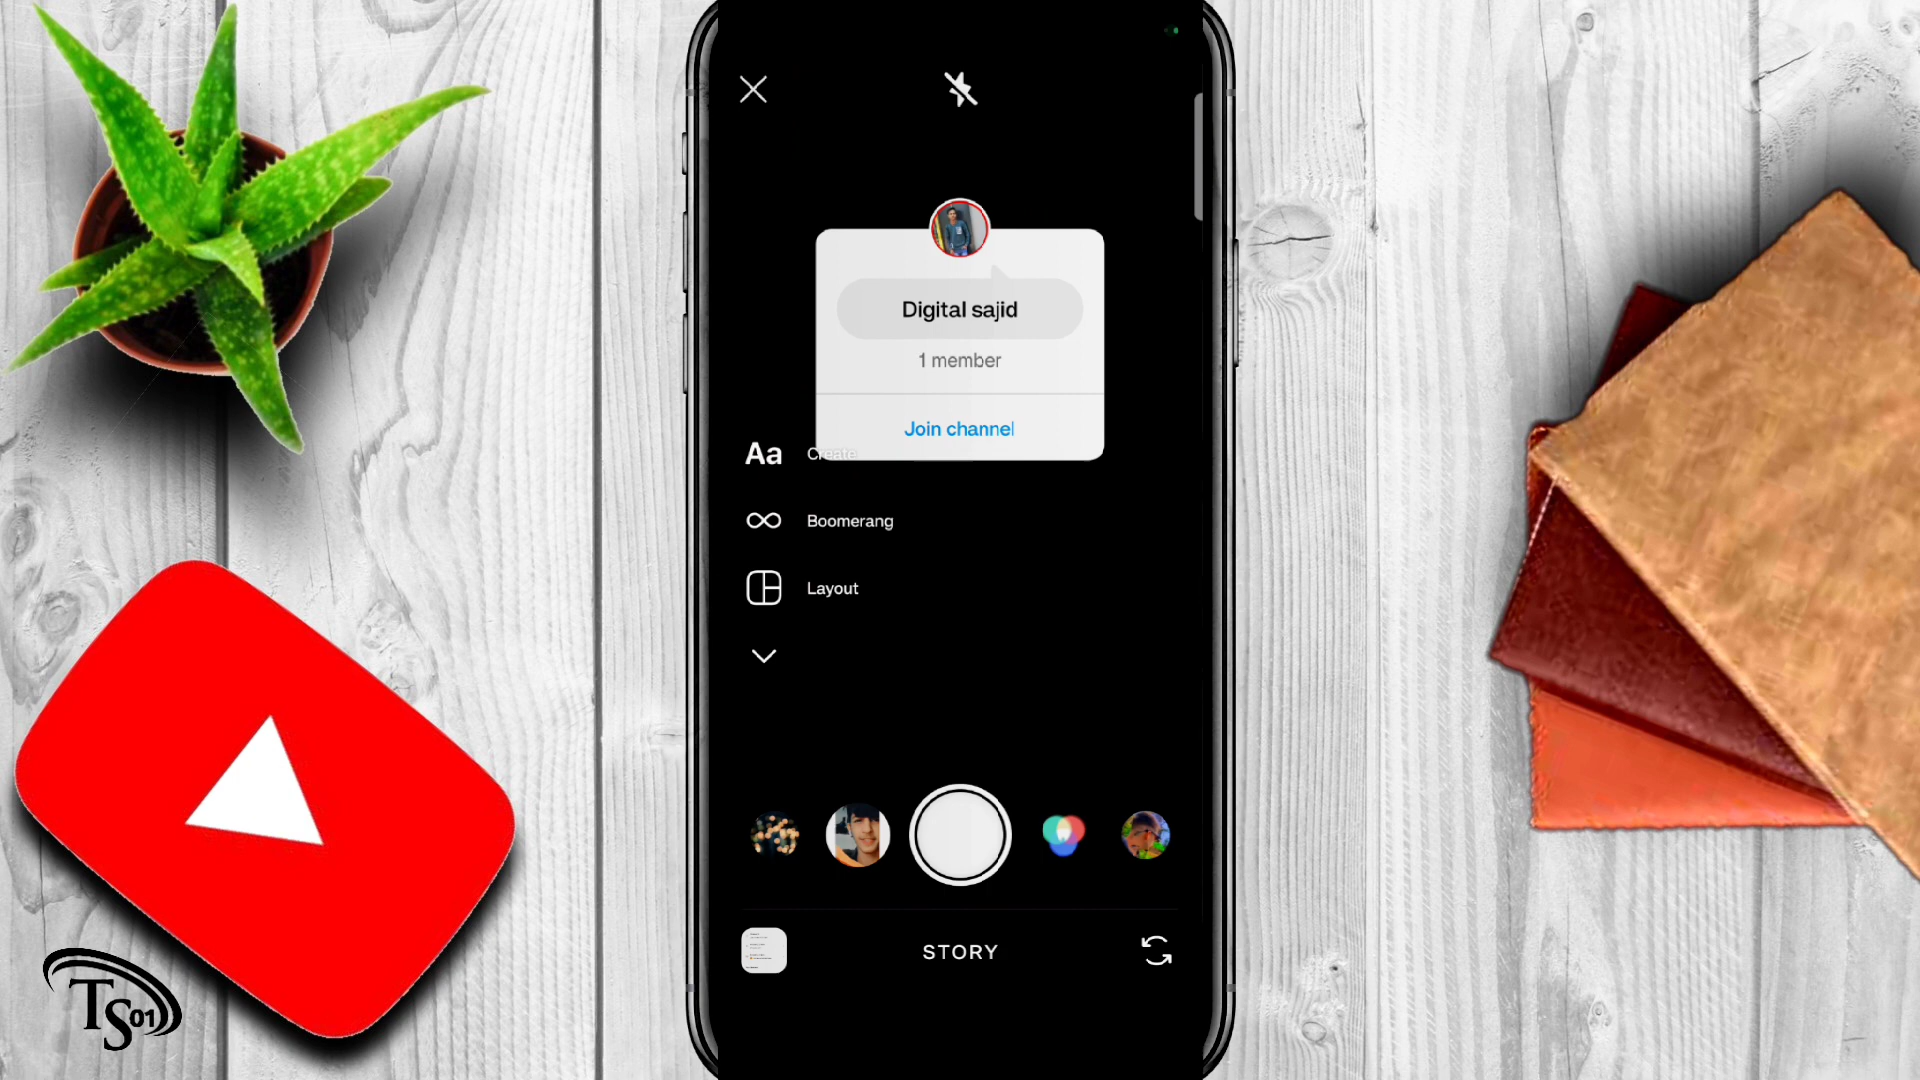 Digital sajid
1 member
Join channel
Aa
Create
Boomerang
Layout
STORY
TS01